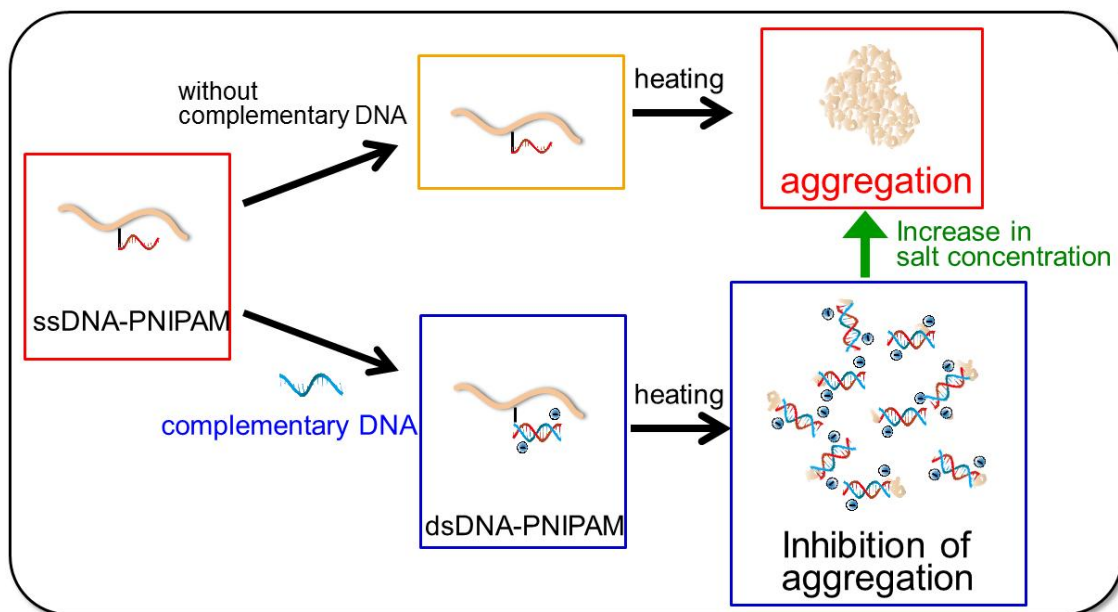 without
complementary DNA
heating
aggregation
ssDNA-PNIPAM
Increase in
salt concentration
complementary DNA
heating
dsDNA-PNIPAM
Inhibition of
aggregation